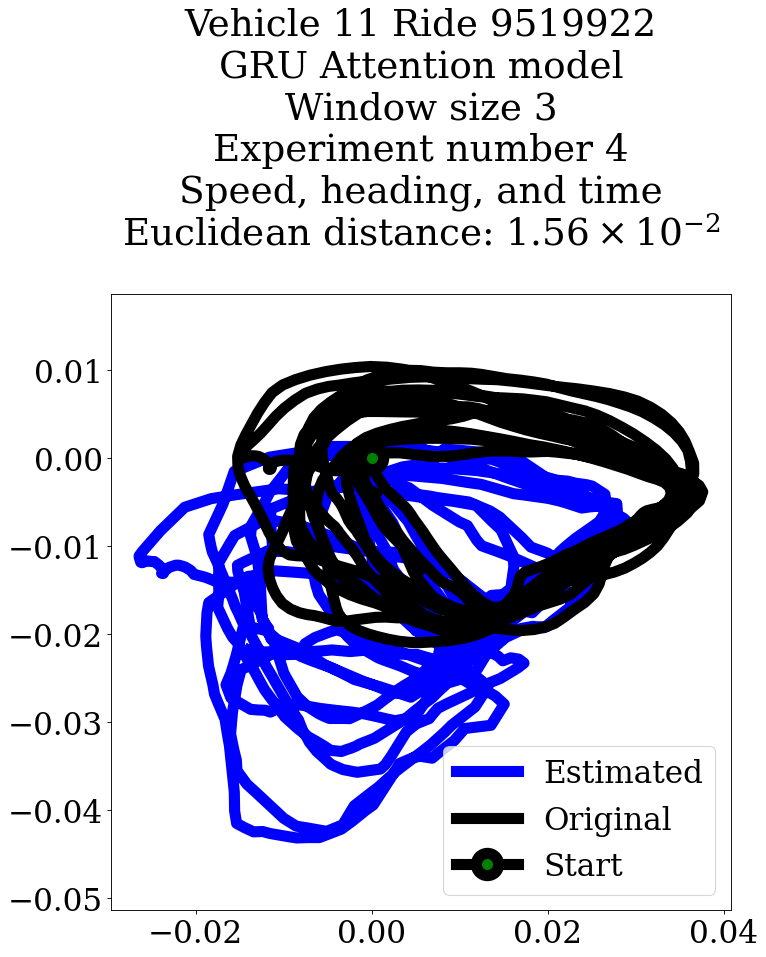 Vehicle 11 Ride 9519922
GRU Attention model
Window size 3
Experiment number 4
Speed, heading, and time
Euclidean distance: 1.56 × 10⁻²
0.01
0.00
−0.01
−0.02
−0.03
−0.04
−0.05
Estimated
Original
Start
−0.02 0.00 0.02 0.04